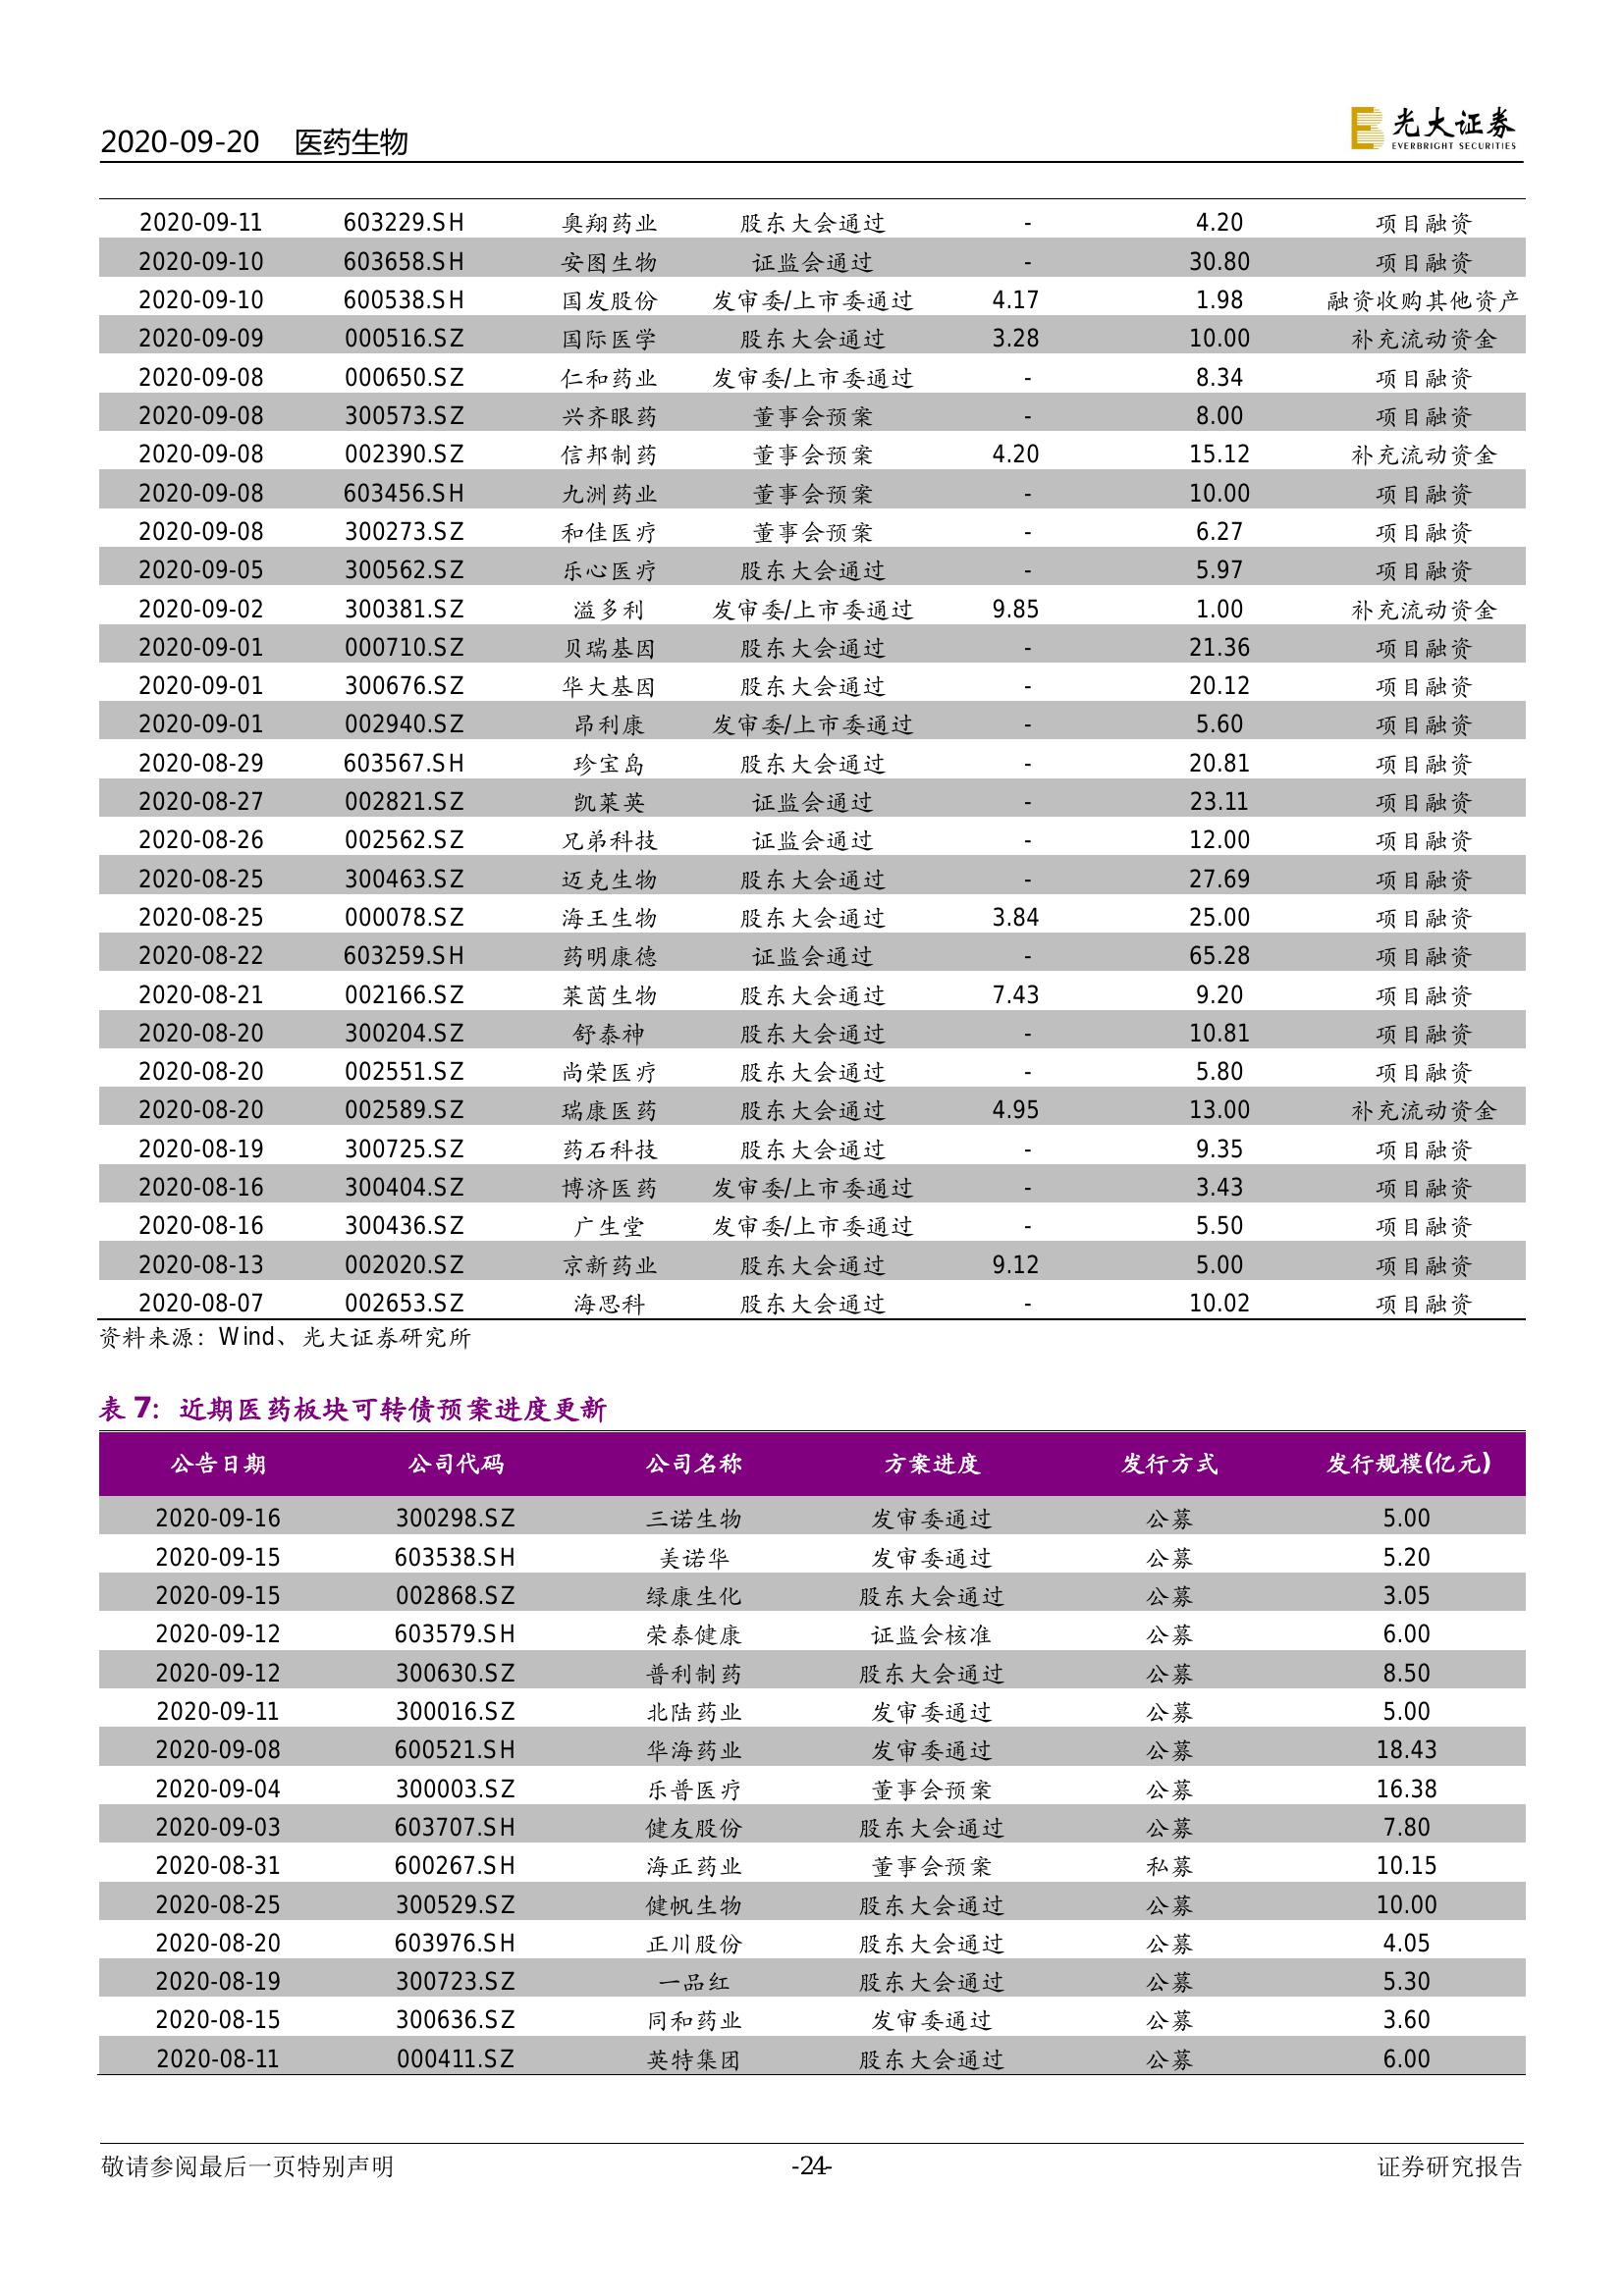 2020-09-20 医药生物
光大证券
EVERBRIGHT SECURITIES
2020-09-11 603229.SH 奥翔药业 股东大会通过 - 4.20 项目融资
2020-09-10 603658.SH 安图生物 证监会通过 - 30.80 项目融资
2020-09-10 600538.SH 国发股份 发审委/上市委通过 4.17 1.98 融资收购其他资产
2020-09-09 000516.SZ 国际医学 股东大会通过 3.28 10.00 补充流动资金
2020-09-08 000650.SZ 仁和药业 发审委/上市委通过 - 8.34 项目融资
2020-09-08 300573.SZ 兴齐眼药 董事会预案 - 8.00 项目融资
2020-09-08 002390.SZ 信邦制药 董事会预案 4.20 15.12 补充流动资金
2020-09-08 603456.SH 九洲药业 董事会预案 - 10.00 项目融资
2020-09-08 300273.SZ 和佳医疗 董事会预案 - 6.27 项目融资
2020-09-05 300562.SZ 乐心医疗 股东大会通过 - 5.97 项目融资
2020-09-02 300381.SZ 溢多利 发审委/上市委通过 9.85 1.00 补充流动资金
2020-09-01 000710.SZ 贝瑞基因 股东大会通过 - 21.36 项目融资
2020-09-01 300676.SZ 华大基因 股东大会通过 - 20.12 项目融资
2020-09-01 002940.SZ 昂利康 发审委/上市委通过 - 5.60 项目融资
2020-08-29 603567.SH 珍宝岛 股东大会通过 - 20.81 项目融资
2020-08-27 002821.SZ 凯莱英 证监会通过 - 23.11 项目融资
2020-08-26 002562.SZ 兄弟科技 证监会通过 - 12.00 项目融资
2020-08-25 300463.SZ 迈克生物 股东大会通过 - 27.69 项目融资
2020-08-25 000078.SZ 海王生物 股东大会通过 3.84 25.00 项目融资
2020-08-22 603259.SH 药明康德 证监会通过 - 65.28 项目融资
2020-08-21 002166.SZ 莱茵生物 股东大会通过 7.43 9.20 项目融资
2020-08-20 300204.SZ 舒泰神 股东大会通过 - 10.81 项目融资
2020-08-20 002551.SZ 尚荣医疗 股东大会通过 - 5.80 项目融资
2020-08-20 002589.SZ 瑞康医药 股东大会通过 4.95 13.00 补充流动资金
2020-08-19 300725.SZ 药石科技 股东大会通过 - 9.35 项目融资
2020-08-16 300404.SZ 博济医药 发审委/上市委通过 - 3.43 项目融资
2020-08-16 300436.SZ 广生堂 发审委/上市委通过 - 5.50 项目融资
2020-08-13 002020.SZ 京新药业 股东大会通过 9.12 5.00 项目融资
2020-08-07 002653.SZ 海思科 股东大会通过 - 10.02 项目融资
资料来源：Wind、光大证券研究所
表 7：近期医药板块可转债预案进度更新
公告日期 公司代码 公司名称 方案进度 发行方式 发行规模(亿元)
2020-09-16 300298.SZ 三诺生物 发审委通过 公募 5.00
2020-09-15 603538.SH 美诺华 发审委通过 公募 5.20
2020-09-15 002868.SZ 绿康生化 股东大会通过 公募 3.05
2020-09-12 603579.SH 荣泰健康 证监会核准 公募 6.00
2020-09-12 300630.SZ 普利制药 股东大会通过 公募 8.50
2020-09-11 300016.SZ 北陆药业 发审委通过 公募 5.00
2020-09-08 600521.SH 华海药业 发审委通过 公募 18.43
2020-09-04 300003.SZ 乐普医疗 董事会预案 公募 16.38
2020-09-03 603707.SH 健友股份 股东大会通过 公募 7.80
2020-08-31 600267.SH 海正药业 董事会预案 私募 10.15
2020-08-25 300529.SZ 健帆生物 股东大会通过 公募 10.00
2020-08-20 603976.SH 正川股份 股东大会通过 公募 4.05
2020-08-19 300723.SZ 一品红 股东大会通过 公募 5.30
2020-08-15 300636.SZ 同和药业 发审委通过 公募 3.60
2020-08-11 000411.SZ 英特集团 股东大会通过 公募 6.00
敬请参阅最后一页特别声明 -24- 证券研究报告